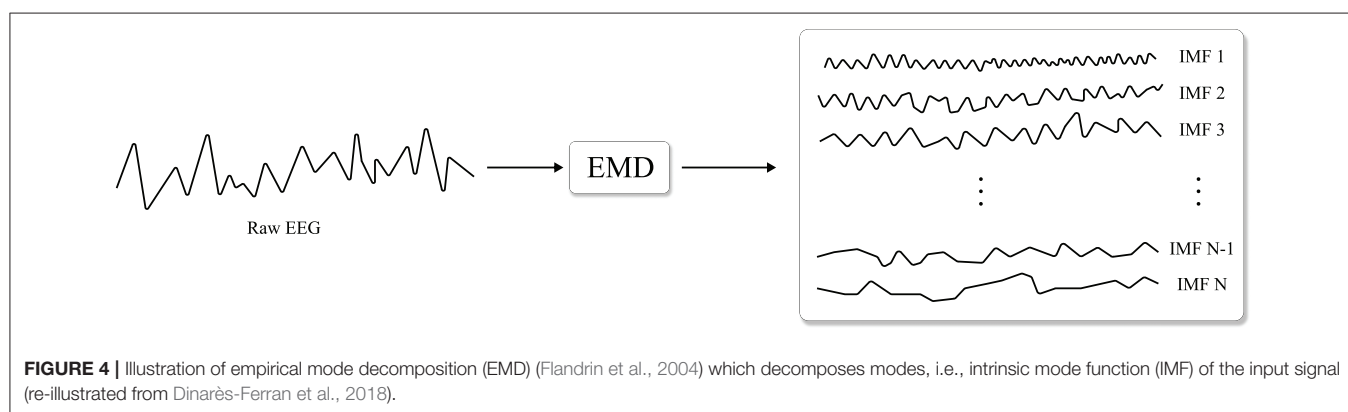 Raw EEG
EMD
IMF 1
IMF 2
IMF 3
IMF N-1
IMF N
FIGURE 4 | Illustration of empirical mode decomposition (EMD) (Flandrin et al., 2004) which decomposes modes, i.e., intrinsic mode function (IMF) of the input signal
(re-illustrated from Dinarès-Ferran et al., 2018).